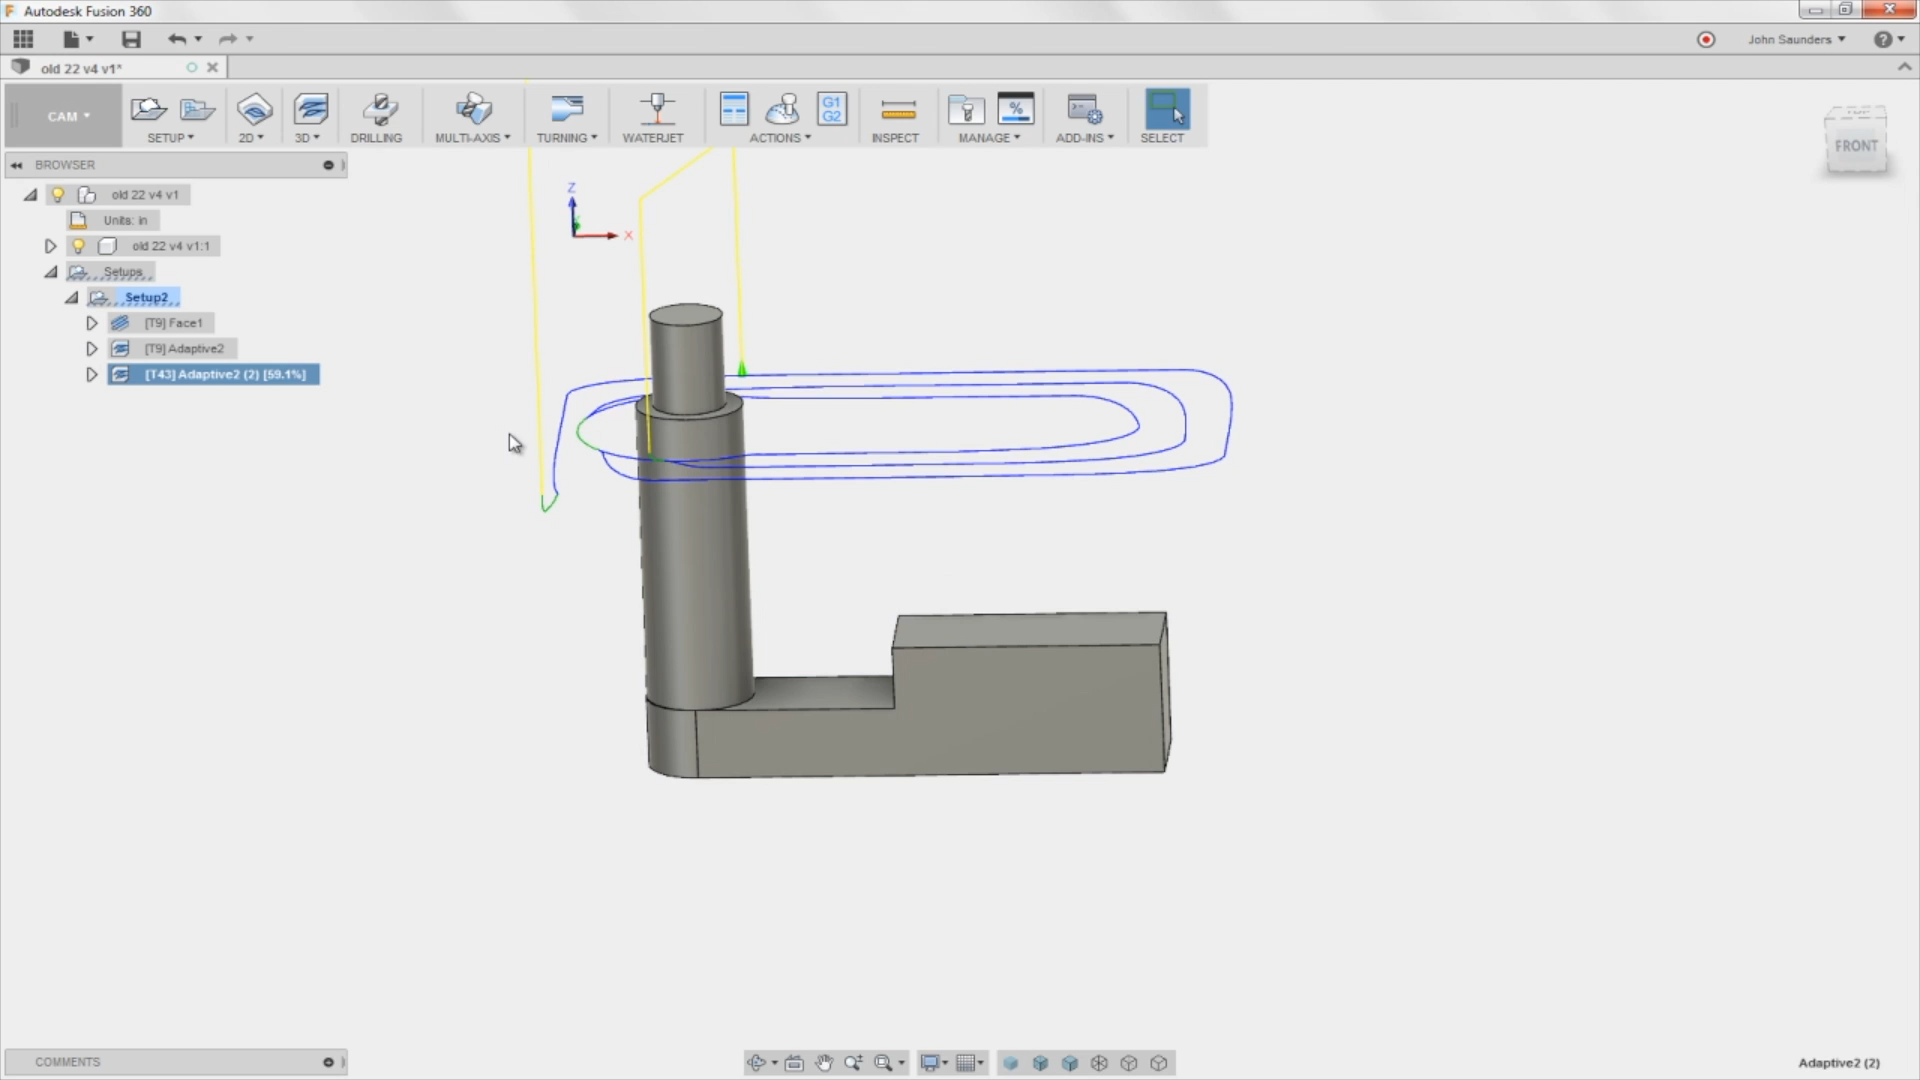 Autodesk Fusion 360
John Saunders
old 22 v4 v1*
CAM
SETUP
2D
3D
DRILLING
MULTI-AXIS
TURNING
WATERJET
G1
G2
ACTIONS
INSPECT
%
MANAGE
ADD-INS
SELECT
TOP
FRONT
BROWSER
old 22 v4 v1
Units: in
old 22 v4 v1:1
Setups
Setup2
[T9] Face1
[T9] Adaptive2
[T43] Adaptive2 (2) [59.1%]
Z
X
COMMENTS
Adaptive2 (2)